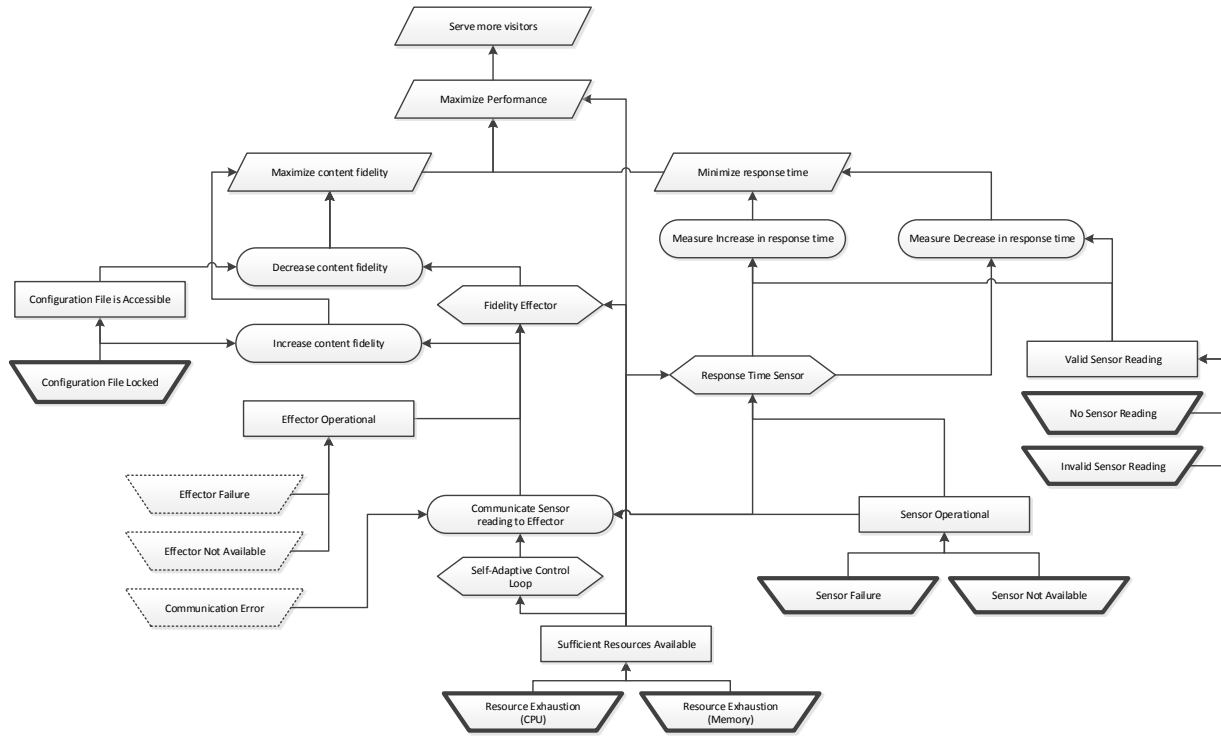 Serve more visitors
Maximize Performance
Maximize content fidelity
Minimize response time
Measure Increase in response time
Measure Decrease in response time
Decrease content fidelity
Configuration File is Accessible
Fidelity Effector
Increase content fidelity
Valid Sensor Reading
Configuration File Locked
Response Time Sensor
No Sensor Reading
Effector Operational
Invalid Sensor Reading
Effector Failure
Communicate Sensor
reading to Effector
Sensor Operational
Effector Not Available
Self-Adaptive Control
Loop
Sensor Failure
Sensor Not Available
Communication Error
Sufficient Resources Available
Resource Exhaustion
(CPU)
Resource Exhaustion
(Memory)